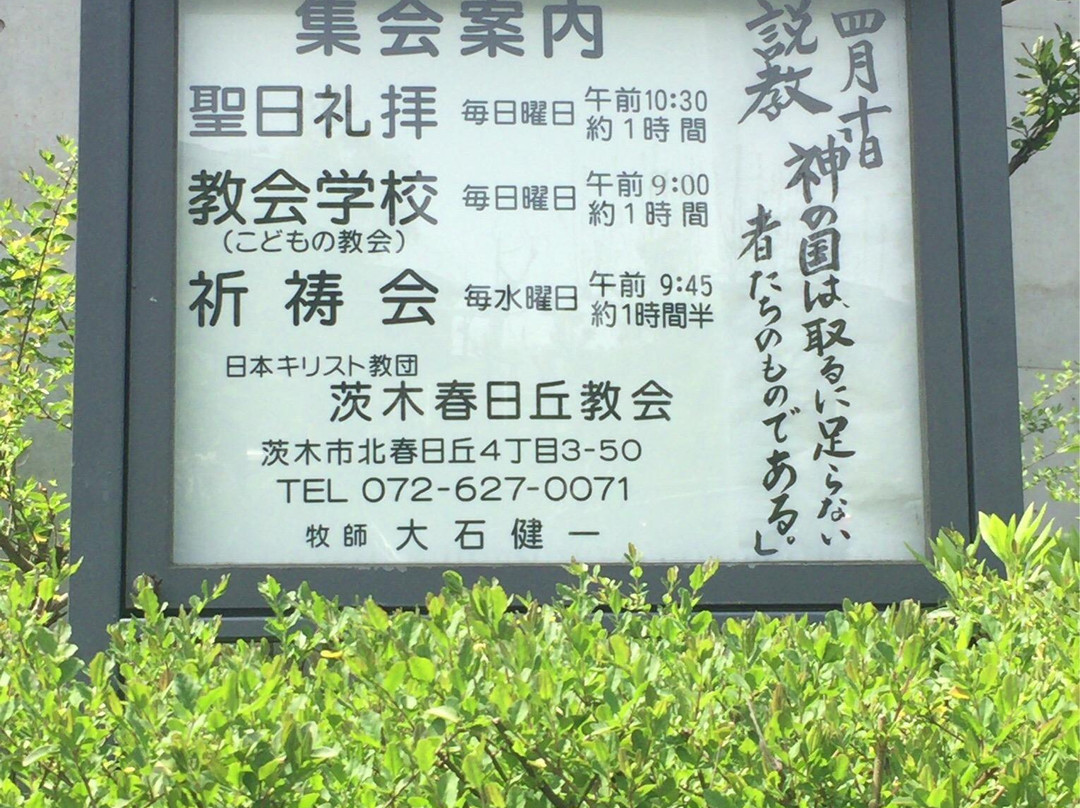 集会案内
聖日礼拝 毎日曜日 午前10:30
約1時間
教会学校 毎日曜日 午前9:00
約1時間
(こどもの教会)
祈祷会 毎水曜日 午前9:45
約1時間半
日本キリスト教団
茨木春日丘教会
茨木市北春日丘4丁目3-50
TEL 072-627-0071
牧師 大石健一
四月十日
説教
「神の国は、取るに足らない
者たちのものである。」